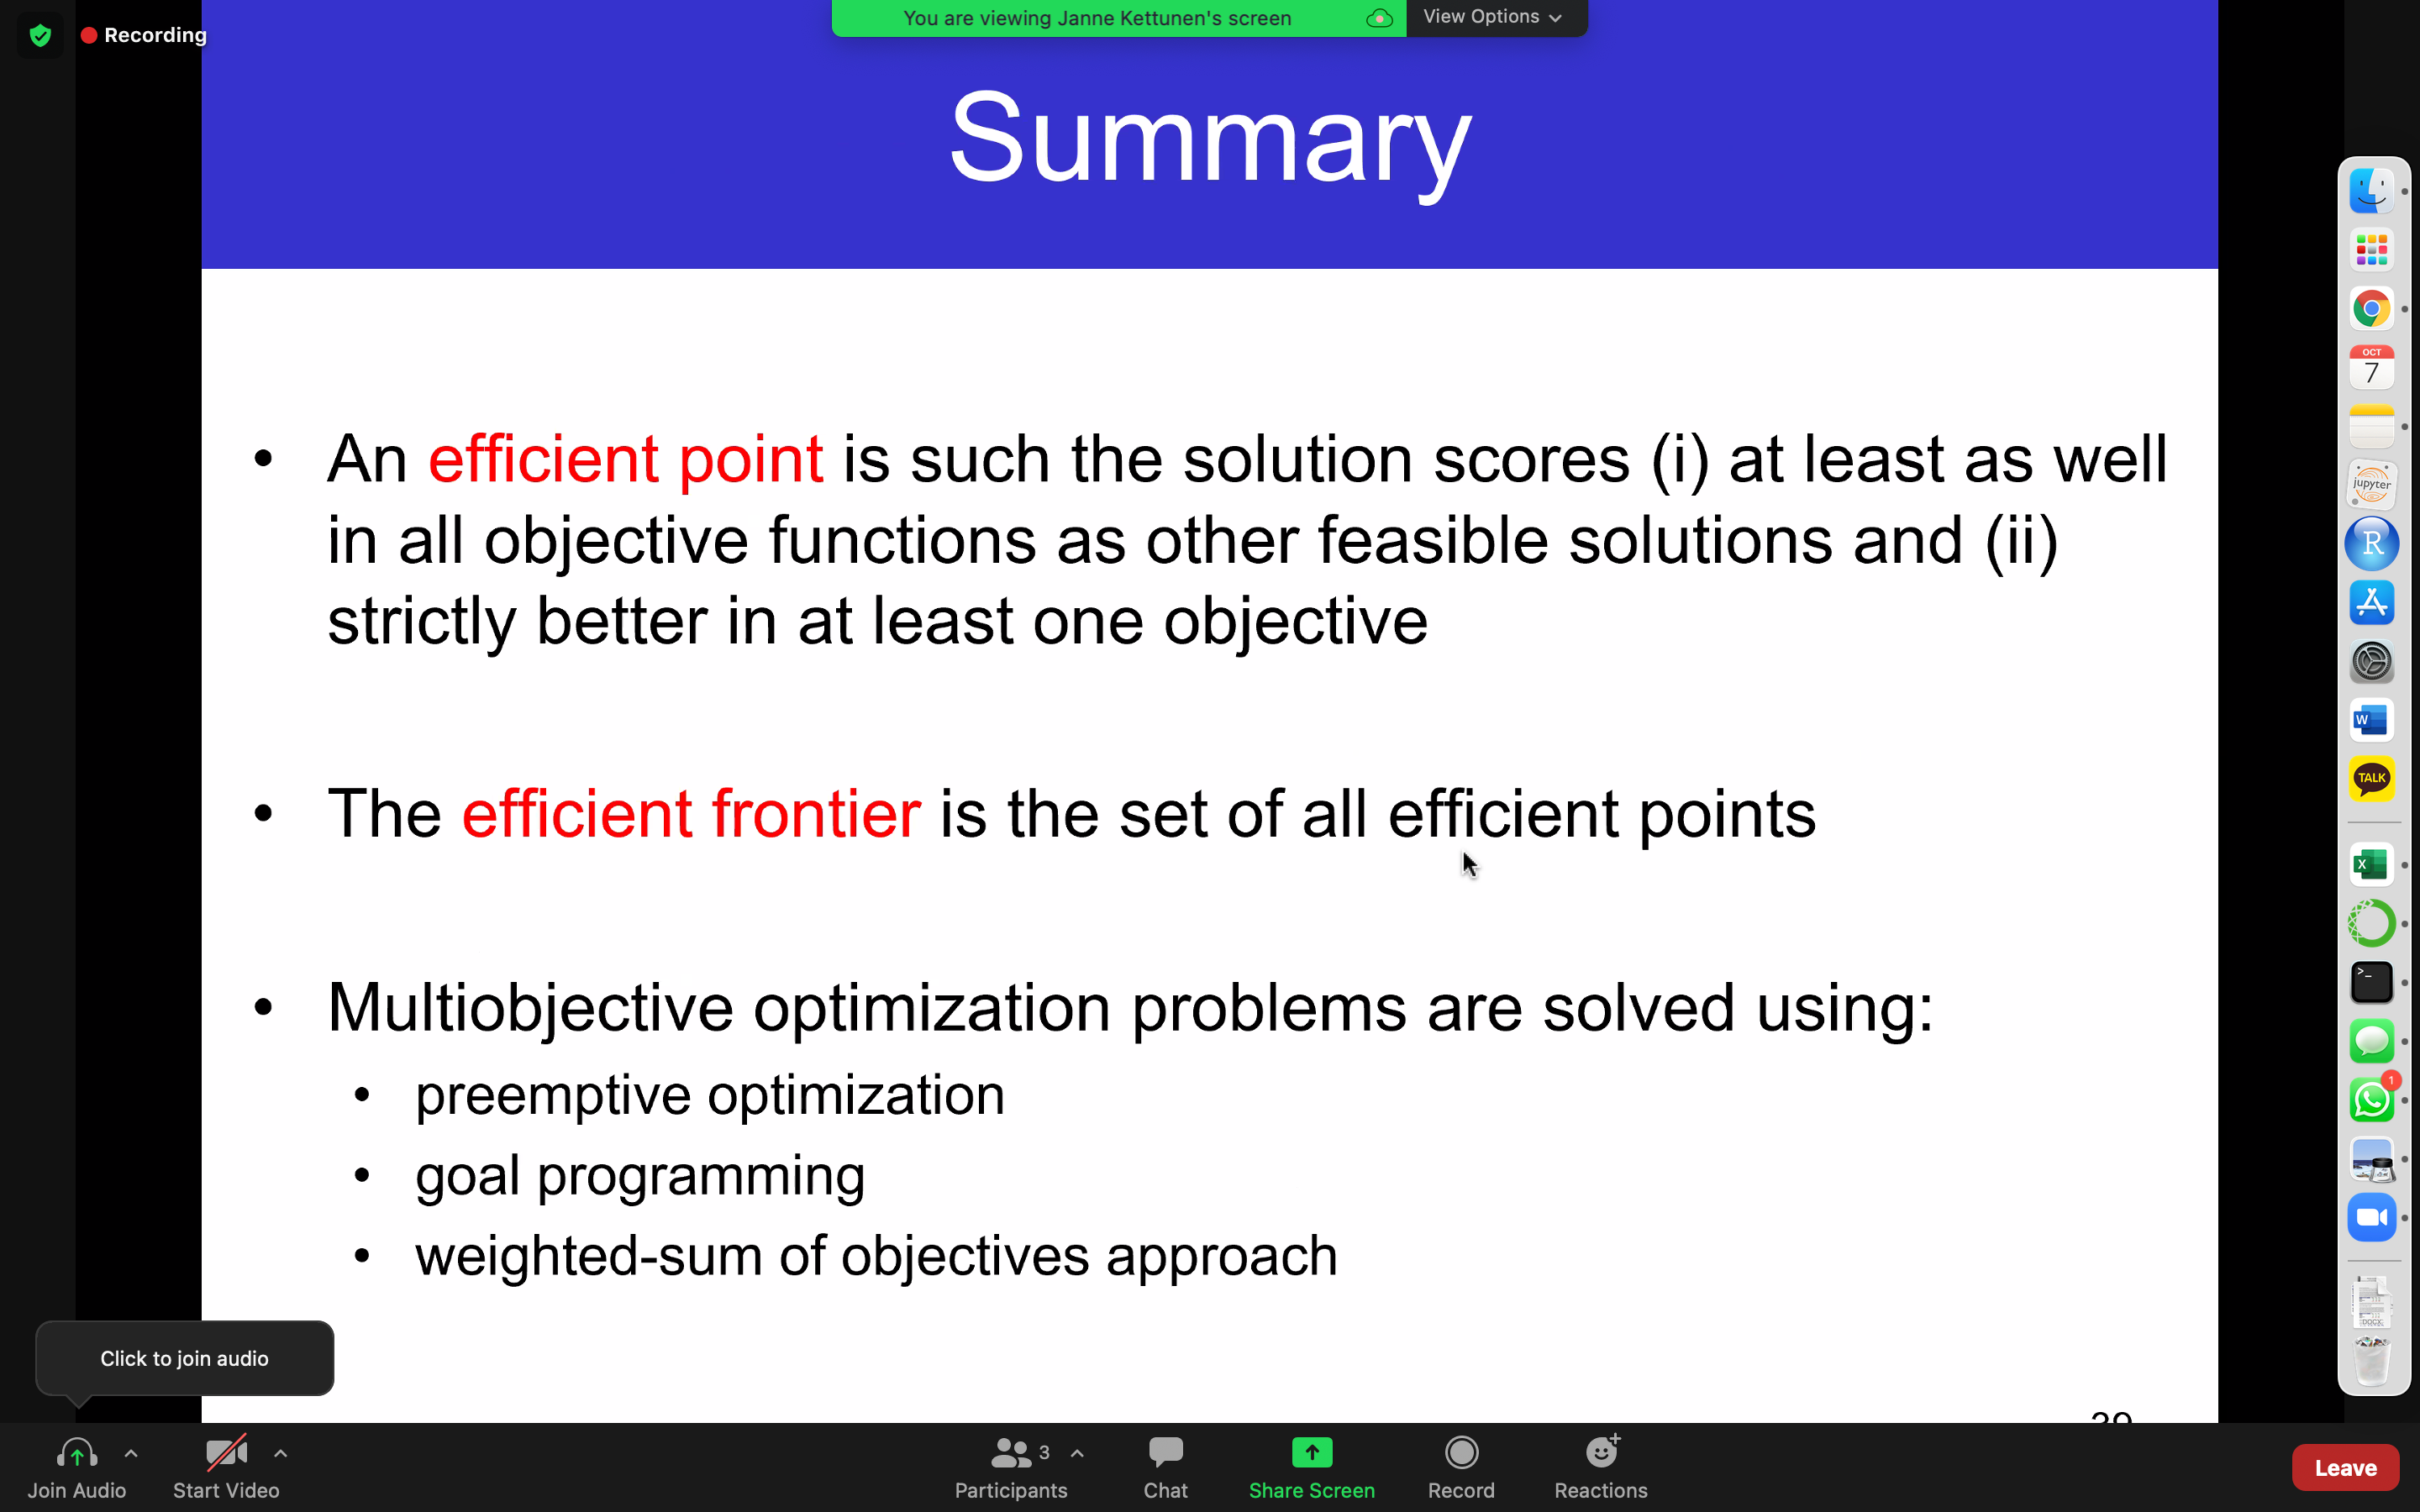 Recording
You are viewing Janne Kettunen's screen
View Options
Summary
• An efficient point is such the solution scores (i) at least as well
in all objective functions as other feasible solutions and (ii)
strictly better in at least one objective
• The efficient frontier is the set of all efficient points
• Multiobjective optimization problems are solved using:
• preemptive optimization
• goal programming
• weighted-sum of objectives approach
OCT
7
jupyter
R
W
TALK
X
>_
1
DOCX
Click to join audio
Join Audio
Start Video
3
Participants
Chat
Share Screen
Record
Reactions
Leave